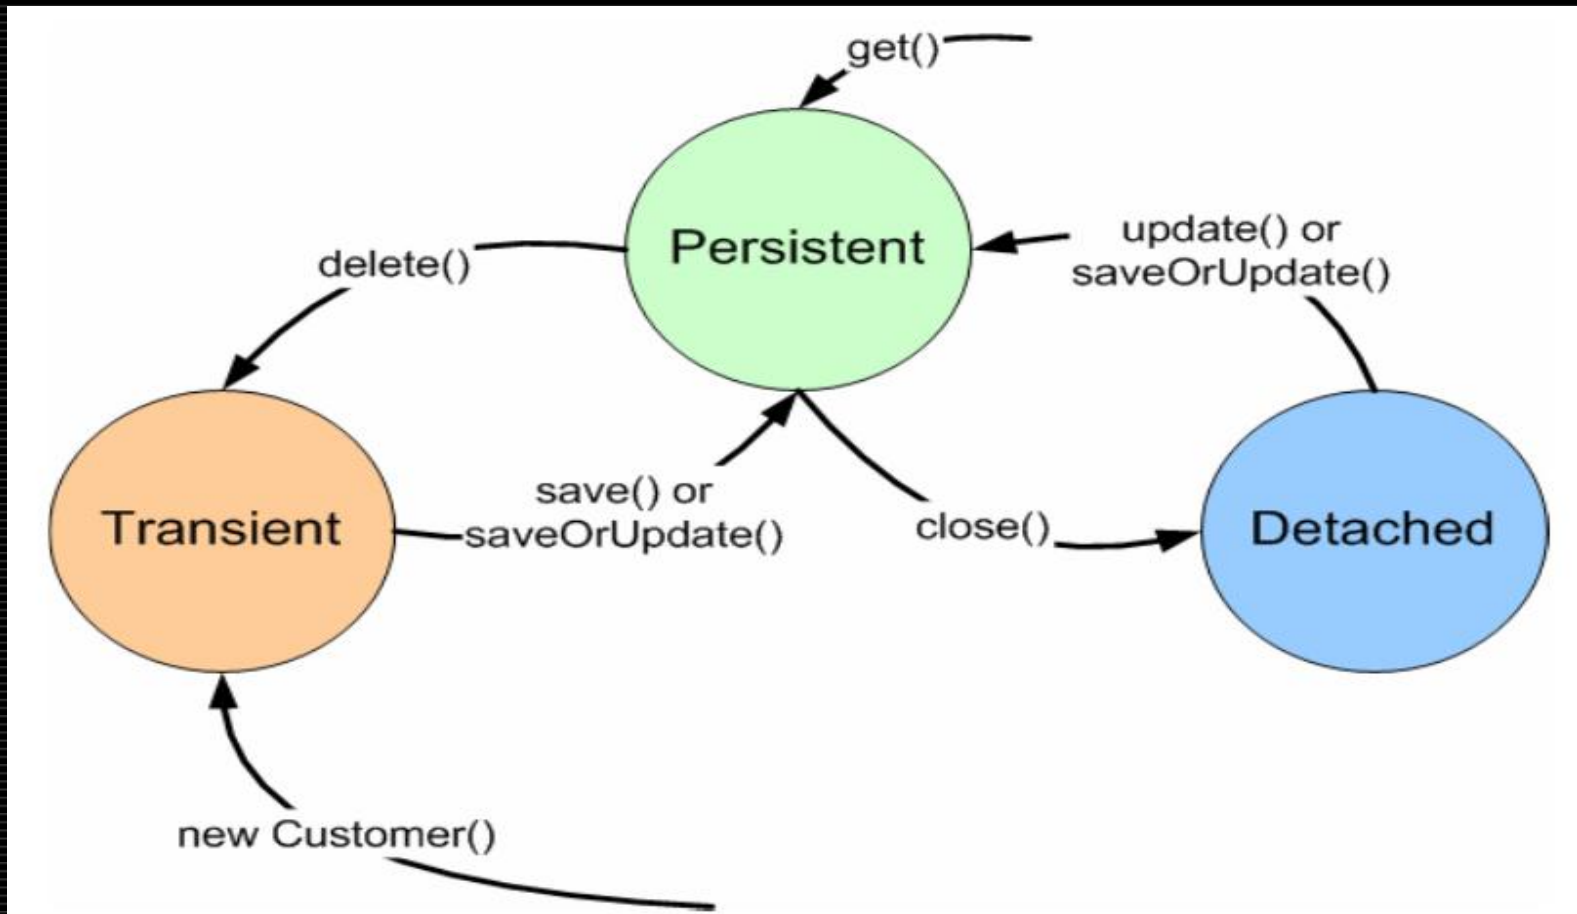 get()
Persistent
update() or
saveOrUpdate()
delete()
save() or
saveOrUpdate()
Transient
close()
Detached
new Customer()